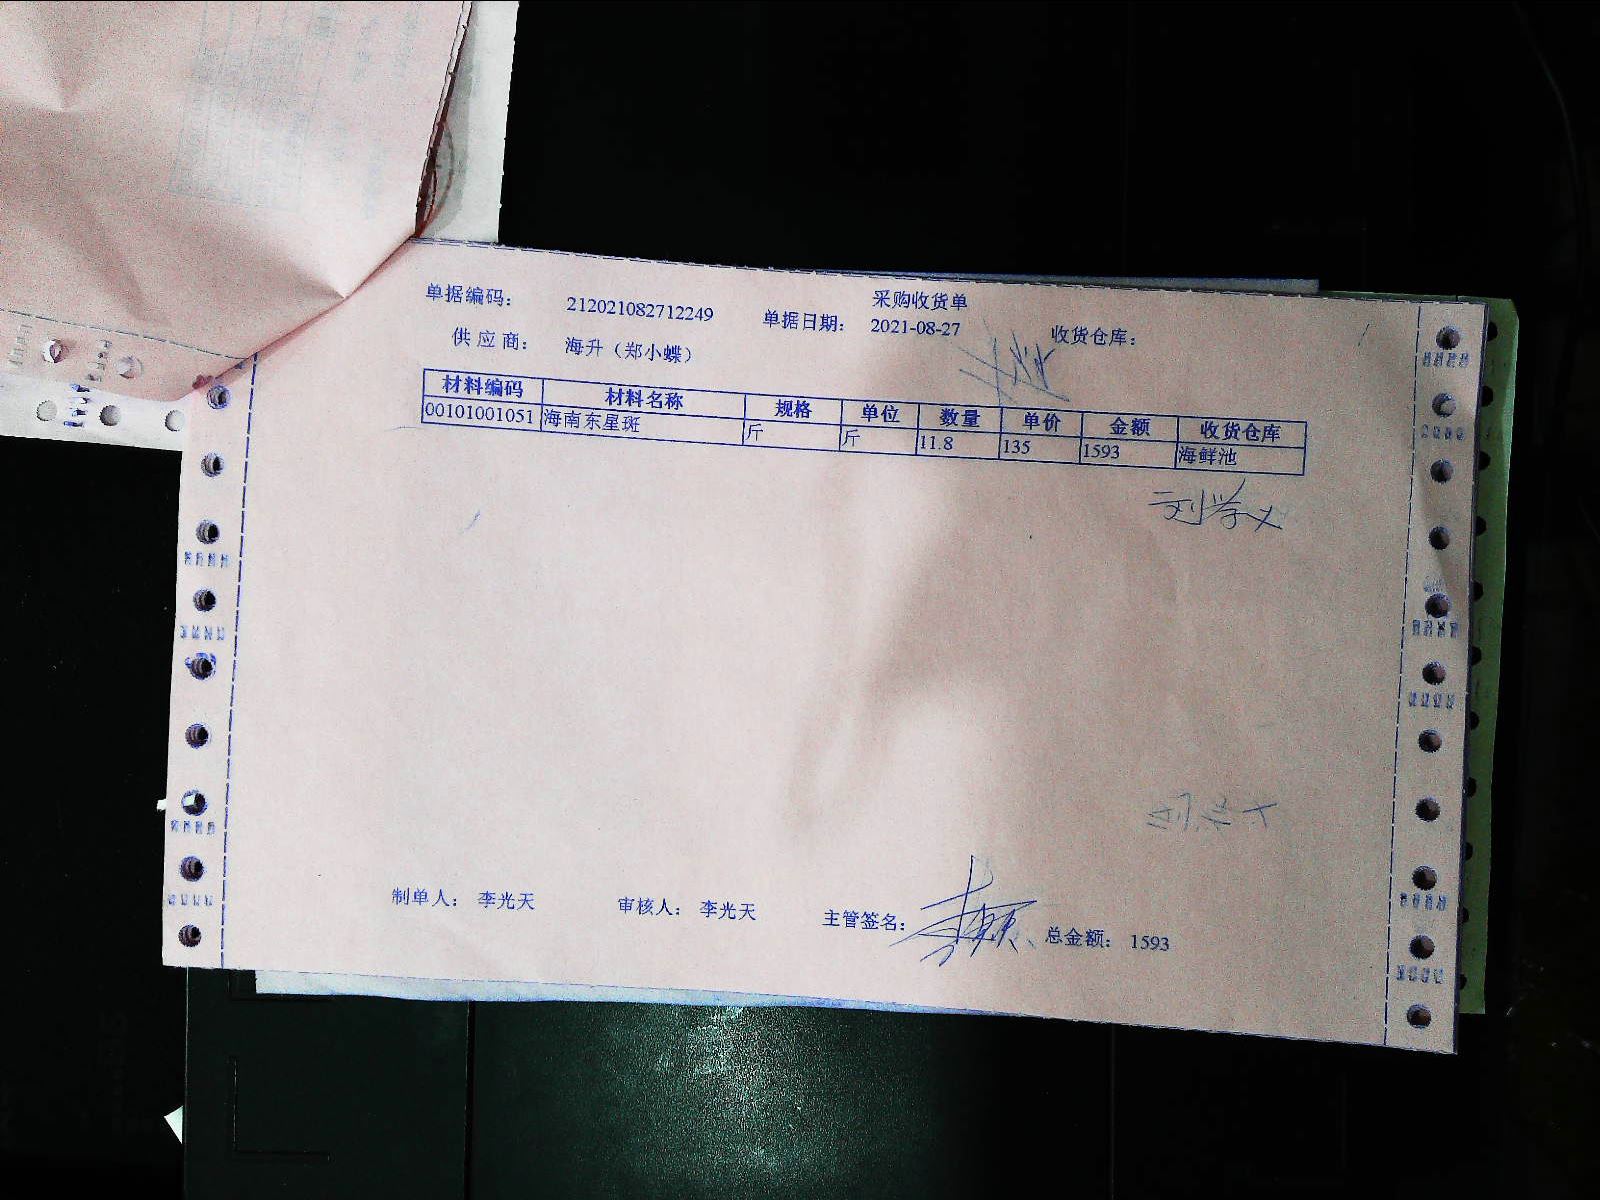 采购收货单
单据编码： 212021082712249 单据日期： 2021-08-27 收货仓库：
供应商： 海升（郑小蝶）
材料编码 材料名称 规格 单位 数量 单价 金额 收货仓库
00101001051 海南东星斑 斤 斤 11.8 135 1593 海鲜池
刘学义
制单人： 李光天 审核人： 李光天 主管签名： 总金额： 1593